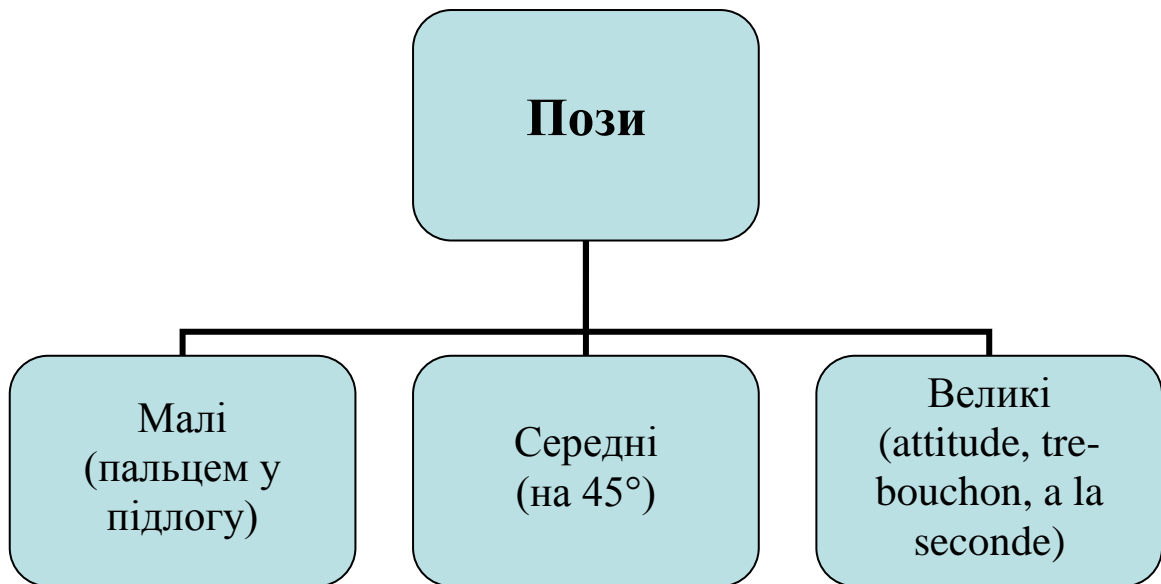 Пози
Малі
(пальцем у
підлогу)
Середні
(на 45°)
Великі
(attitude, tre-
bouchon, a la
seconde)